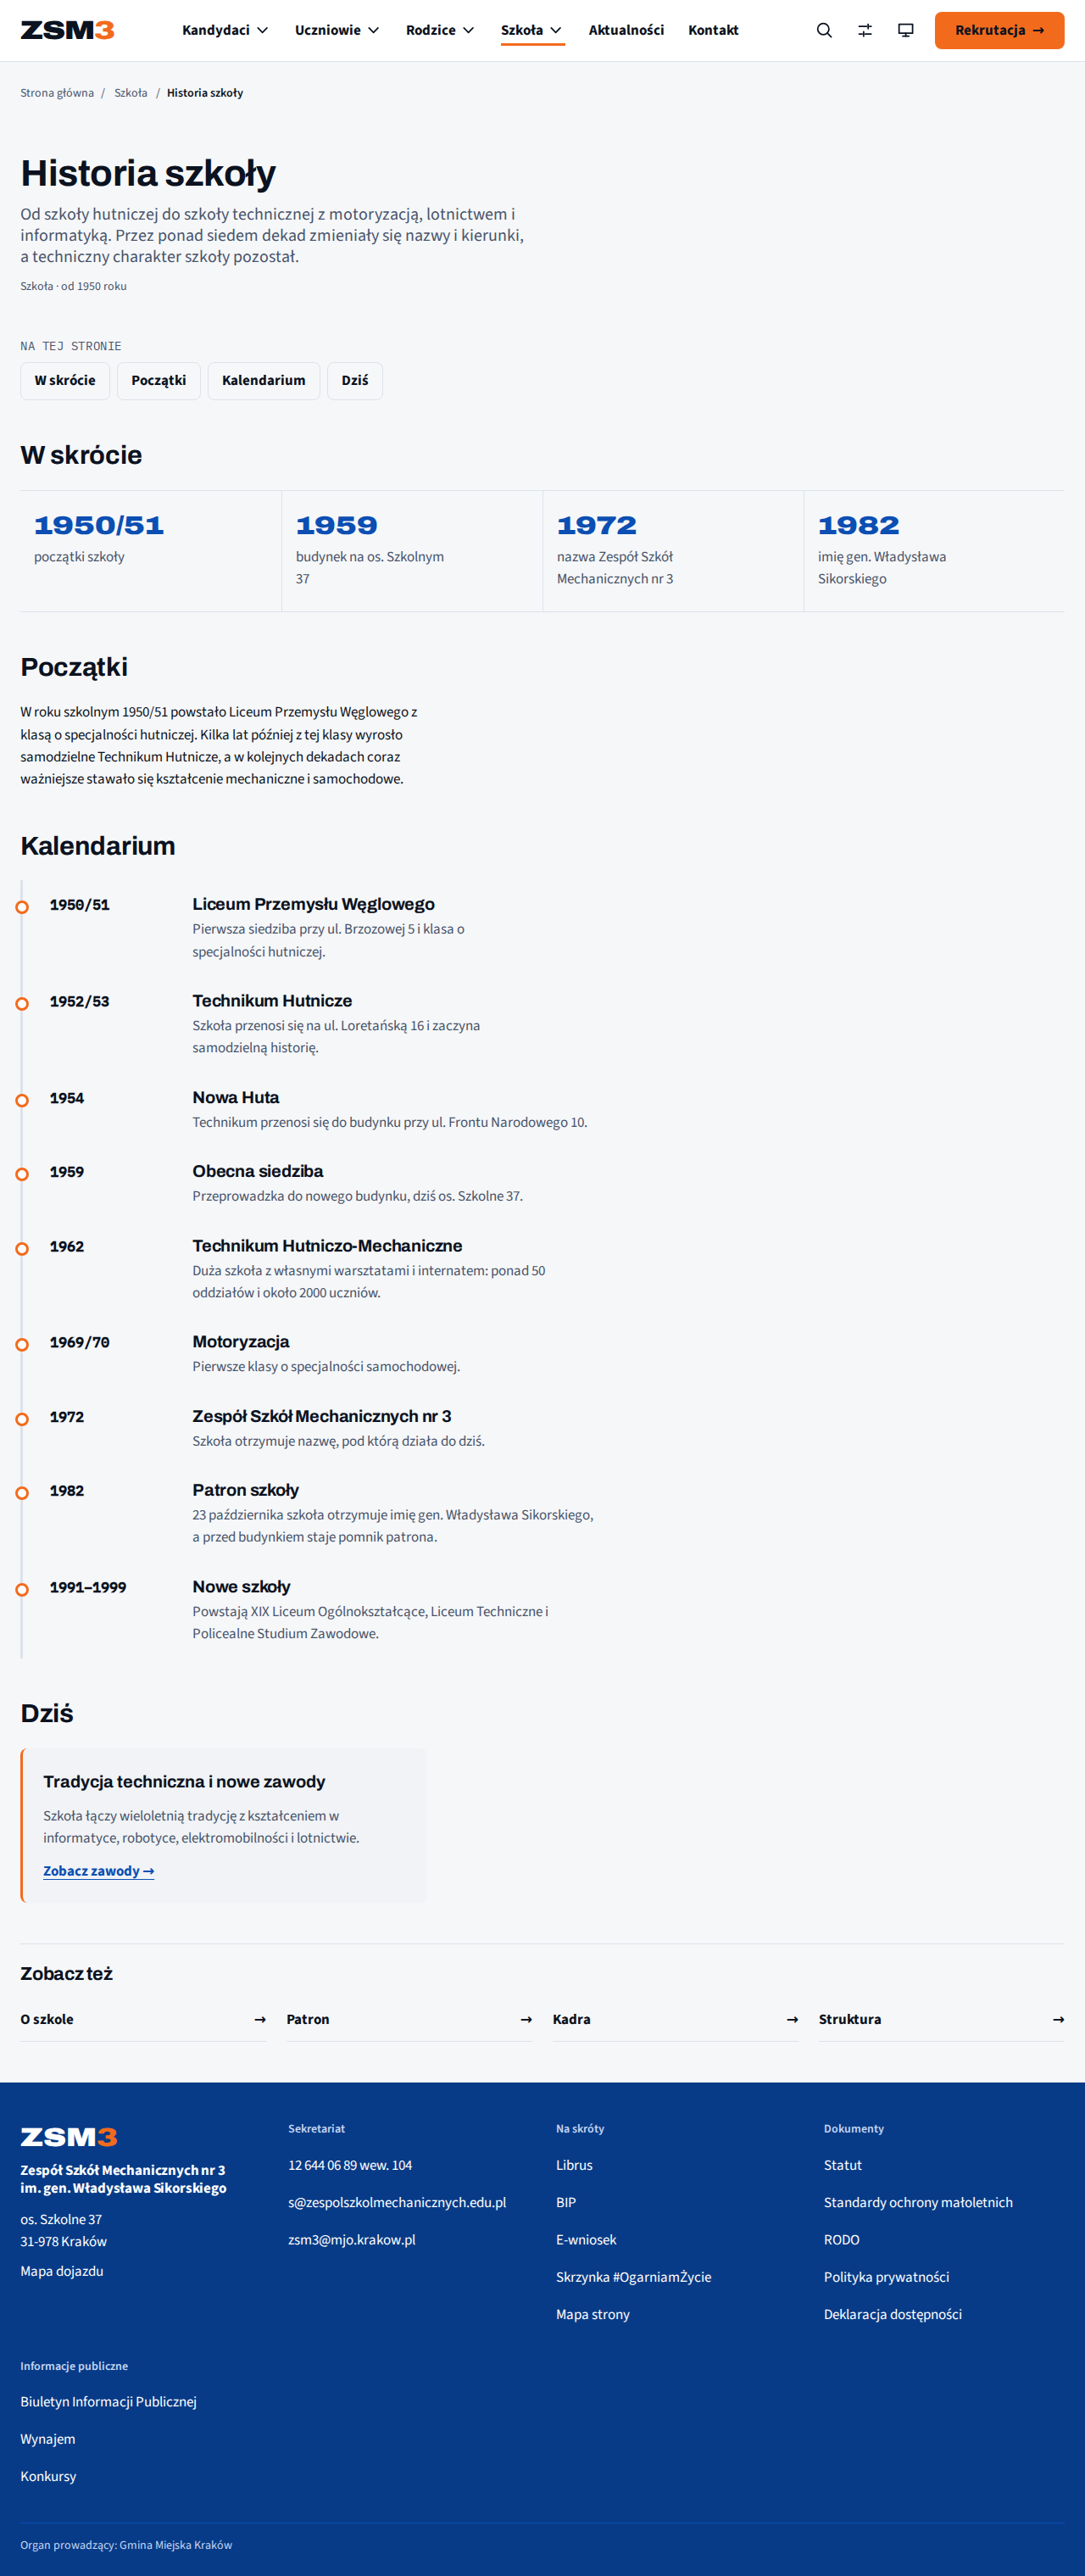 ZSM3
Kandydaci
Uczniowie
Rodzice
Szkoła
Aktualności
Kontakt
Rekrutacja →
Strona główna / Szkoła / Historia szkoły
Historia szkoły
Od szkoły hutniczej do szkoły technicznej z motoryzacją, lotnictwem i
informatyką. Przez ponad siedem dekad zmieniały się nazwy i kierunki,
a techniczny charakter szkoły pozostał.
Szkoła · od 1950 roku
NA TEJ STRONIE
W skrócie
Początki
Kalendarium
Dziś
W skrócie
1950/51
początki szkoły
1959
budynek na os. Szkolnym
37
1972
nazwa Zespół Szkół
Mechanicznych nr 3
1982
imię gen. Władysława
Sikorskiego
Początki
W roku szkolnym 1950/51 powstało Liceum Przemysłu Węglowego z
klasą o specjalności hutniczej. Kilka lat później z tej klasy wyrosło
samodzielne Technikum Hutnicze, a w kolejnych dekadach coraz
ważniejsze stawało się kształcenie mechaniczne i samochodowe.
Kalendarium
1950/51
Liceum Przemysłu Węglowego
Pierwsza siedziba przy ul. Brzozowej 5 i klasa o
specjalności hutniczej.
1952/53
Technikum Hutnicze
Szkoła przenosi się na ul. Loretańską 16 i zaczyna
samodzielną historię.
1954
Nowa Huta
Technikum przenosi się do budynku przy ul. Frontu Narodowego 10.
1959
Obecna siedziba
Przeprowadzka do nowego budynku, dziś os. Szkolne 37.
1962
Technikum Hutniczo-Mechaniczne
Duża szkoła z własnymi warsztatami i internatem: ponad 50
oddziałów i około 2000 uczniów.
1969/70
Motoryzacja
Pierwsze klasy o specjalności samochodowej.
1972
Zespół Szkół Mechanicznych nr 3
Szkoła otrzymuje nazwę, pod którą działa do dziś.
1982
Patron szkoły
23 października szkoła otrzymuje imię gen. Władysława Sikorskiego,
a przed budynkiem staje pomnik patrona.
1991–1999
Nowe szkoły
Powstają XIX Liceum Ogólnokształcące, Liceum Techniczne i
Policealne Studium Zawodowe.
Dziś
Tradycja techniczna i nowe zawody
Szkoła łączy wieloletnią tradycję z kształceniem w
informatyce, robotyce, elektromobilności i lotnictwie.
Zobacz zawody →
Zobacz też
O szkole →
Patron →
Kadra →
Struktura →
ZSM3
Zespół Szkół Mechanicznych nr 3
im. gen. Władysława Sikorskiego
os. Szkolne 37
31-978 Kraków
Mapa dojazdu
Sekretariat
12 644 06 89 wew. 104
s@zespolszkolmechanicznych.edu.pl
zsm3@mjo.krakow.pl
Na skróty
Librus
BIP
E-wniosek
Skrzynka #OgarniamŻycie
Mapa strony
Dokumenty
Statut
Standardy ochrony małoletnich
RODO
Polityka prywatności
Deklaracja dostępności
Informacje publiczne
Biuletyn Informacji Publicznej
Wynajem
Konkursy
Organ prowadzący: Gmina Miejska Kraków